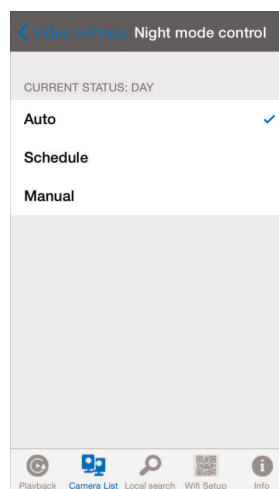 Video settings Night mode control
CURRENT STATUS: DAY
Auto
Schedule
Manual
Playback Camera List Local search Wifi Setup Info